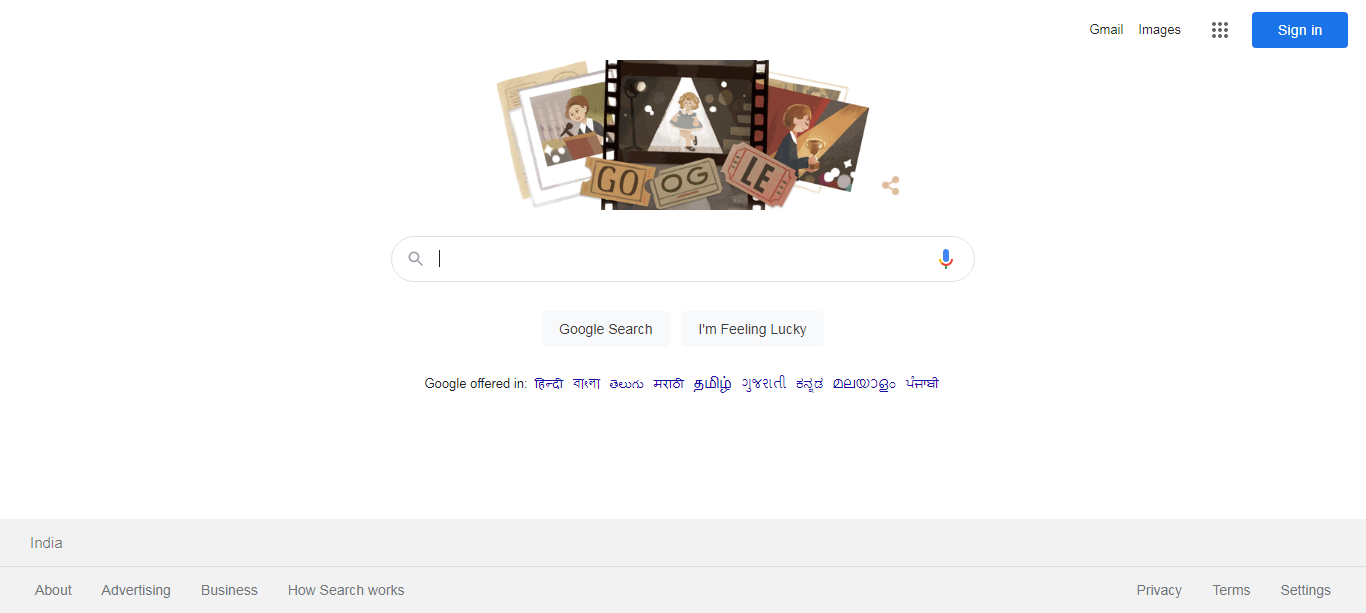 Gmail Images Sign in
GO OG LE
Google Search I'm Feeling Lucky
Google offered in: हिन्दी বাংলা తెలుగు मराठी தமிழ் ગુજરાતી ಕನ್ನಡ മലയാളം ਪੰਜਾਬੀ
India
About Advertising Business How Search works Privacy Terms Settings